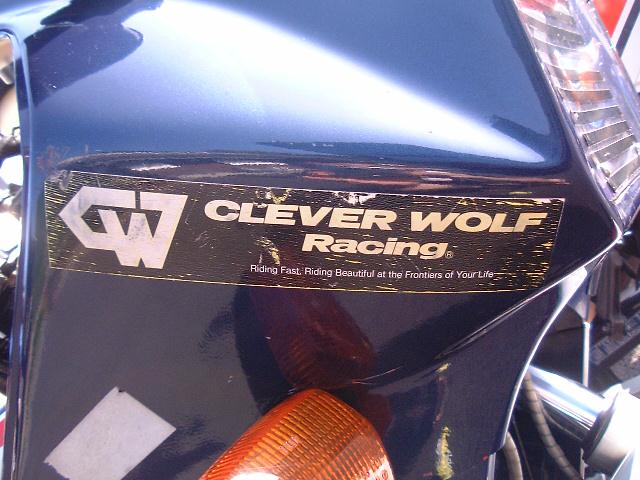 CW
CLEVER WOLF
Racing®
Riding Fast, Riding Beautiful at the Frontiers of Your Life